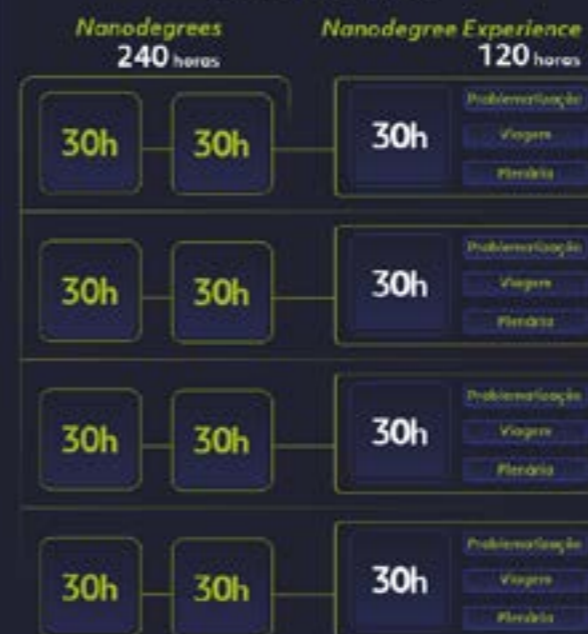 Nanodegrees
240 horas
Nanodegree Experience
120 horas
30h
30h
30h
Problematização
Viagem
Plenária
30h
30h
30h
Problematização
Viagem
Plenária
30h
30h
30h
Problematização
Viagem
Plenária
30h
30h
30h
Problematização
Viagem
Plenária